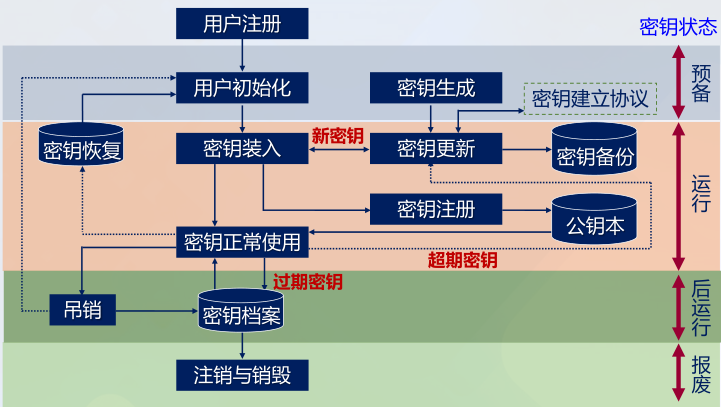 用户注册
密钥状态
用户初始化
密钥生成
密钥建立协议
预备
密钥恢复
密钥装入
新密钥
密钥更新
密钥备份
密钥注册
公钥本
运行
密钥正常使用
超期密钥
过期密钥
吊销
密钥档案
后运行
注销与销毁
报废